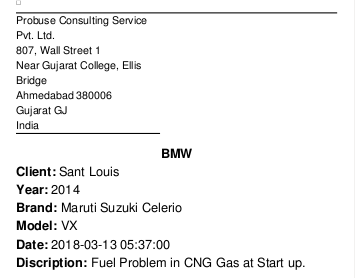 Probuse Consulting Service
Pvt. Ltd.
807, Wall Street 1
Near Gujarat College, Ellis
Bridge
Ahmedabad 380006
Gujarat GJ
India
BMW
Client: Sant Louis
Year: 2014
Brand: Maruti Suzuki Celerio
Model: VX
Date: 2018-03-13 05:37:00
Discription: Fuel Problem in CNG Gas at Start up.